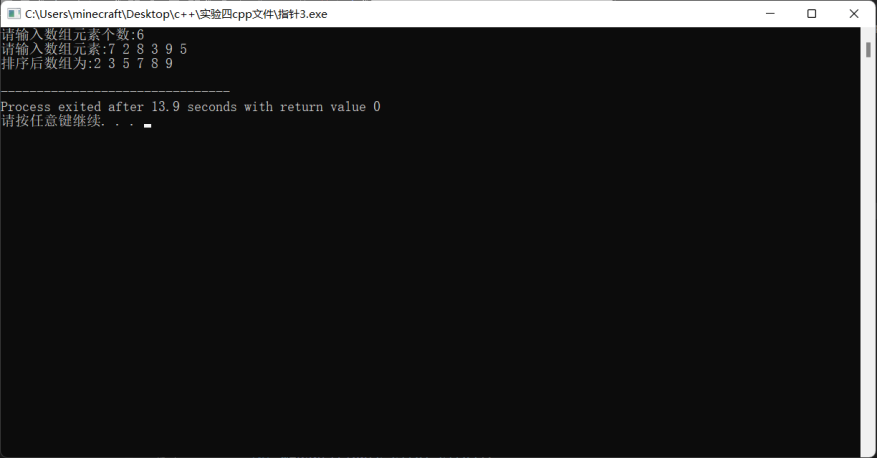 C:\Users\minecraft\Desktop\c++\实验四cpp文件\指针3.exe
请输入数组元素个数:6
请输入数组元素:7 2 8 3 9 5
排序后数组为:2 3 5 7 8 9
--------------------------------
Process exited after 13.9 seconds with return value 0
请按任意键继续. . .